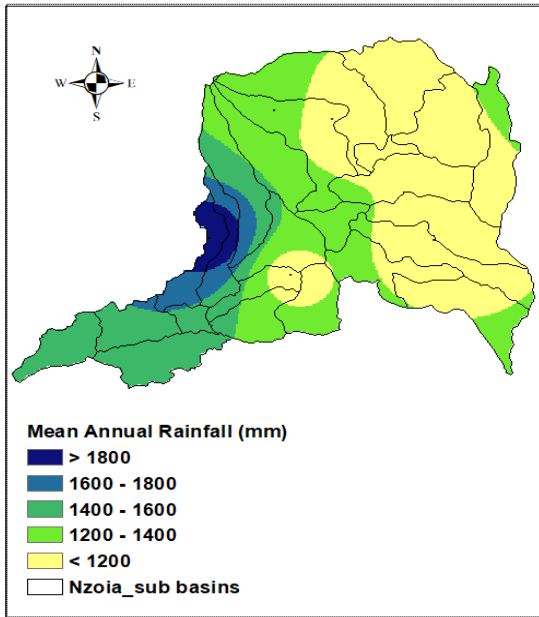 N
W E
S
Mean Annual Rainfall (mm)
> 1800
1600 - 1800
1400 - 1600
1200 - 1400
< 1200
Nzoia_sub basins